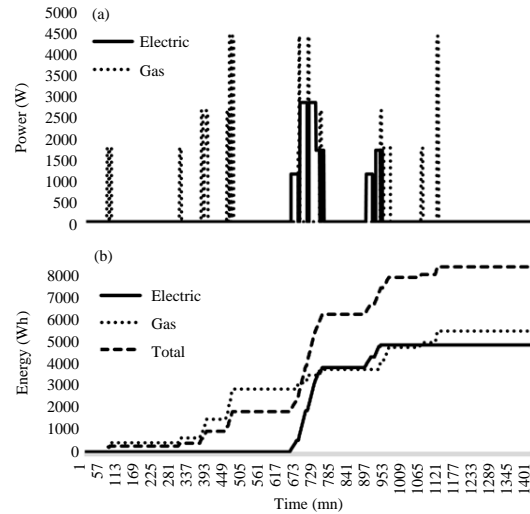 (a)
5000
4500
4000
3500
3000
2500
2000
1500
1000
500
0
Power (W)
Electric
Gas
(b)
8000
7000
6000
5000
4000
3000
2000
1000
0
Energy (Wh)
Electric
Gas
Total
1 57 113 169 225 281 337 393 449 505 561 617 673 729 785 841 897 953 1009 1065 1121 1177 1233 1289 1345 1401
Time (mn)